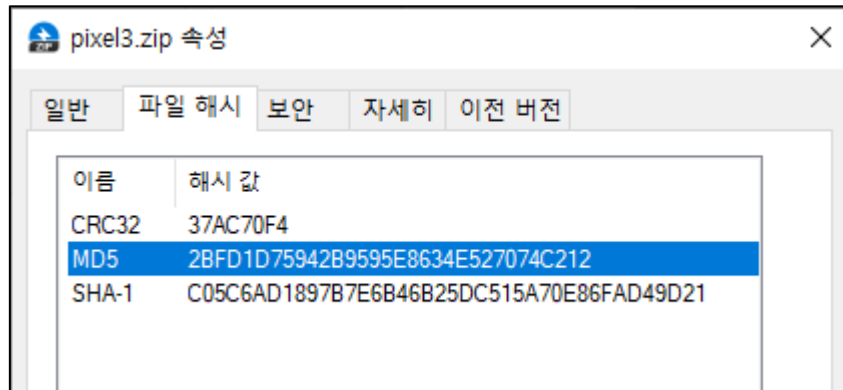 pixel3.zip 속성
일반 파일 해시 보안 자세히 이전 버전
이름 해시 값
CRC32 37AC70F4
MD5 2BFD1D75942B9595E8634E527074C212
SHA-1 C05C6AD1897B7E6B46B25DC515A70E86FAD49D21